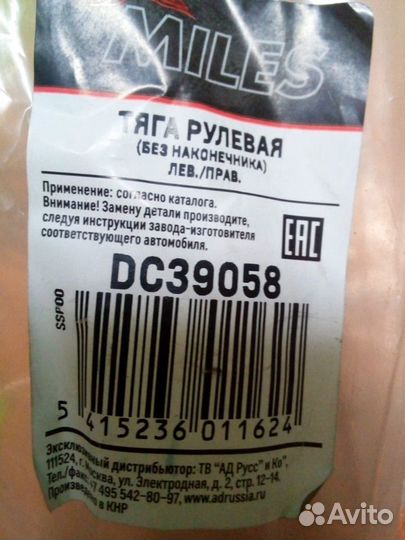 MILES
ТЯГА РУЛЕВАЯ
(БЕЗ НАКОНЕЧНИКА)
ЛЕВ./ПРАВ.
Применение: согласно каталога.
Внимание! Замену детали производите,
следуя инструкции завода-изготовителя
соответствующего автомобиля.
EAC
DC39058
SSP00
5 415236 011624
Эксклюзивный дистрибьютор: ТВ "АД Русс" и Ко",
111524, г. Москва, ул. Электродная, д. 2, стр. 12-14.
Тел./факс: +7 495 542-80-97, www.adrussia.ru
Произведено в КНР
Avito